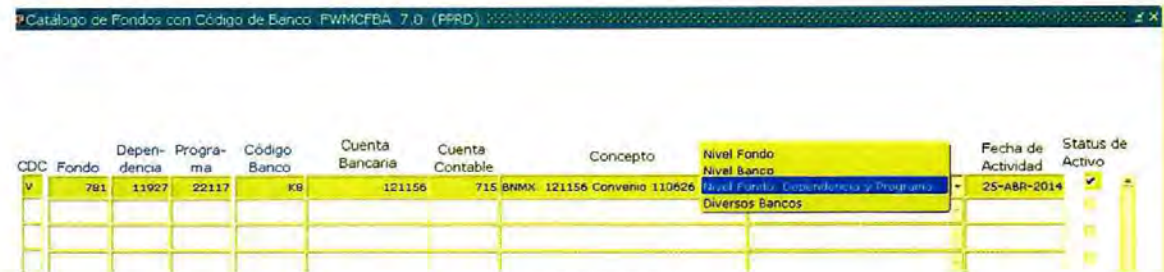 Catálogo de Fondos con Código de Banco FWMCFBA 7.0 (PPRD)
CDC Fondo Depen- dencia Progra- ma Código Banco Cuenta Bancaria Cuenta Contable Concepto Fecha de Actividad Status de Activo
Nivel Fondo
Nivel Banco
V 781 11927 22117 K8 121156 715 BNMX 121156 Convenio 110626 Nivel Fondo, Dependencia y Programa 25-ABR-2014
Diversos Bancos